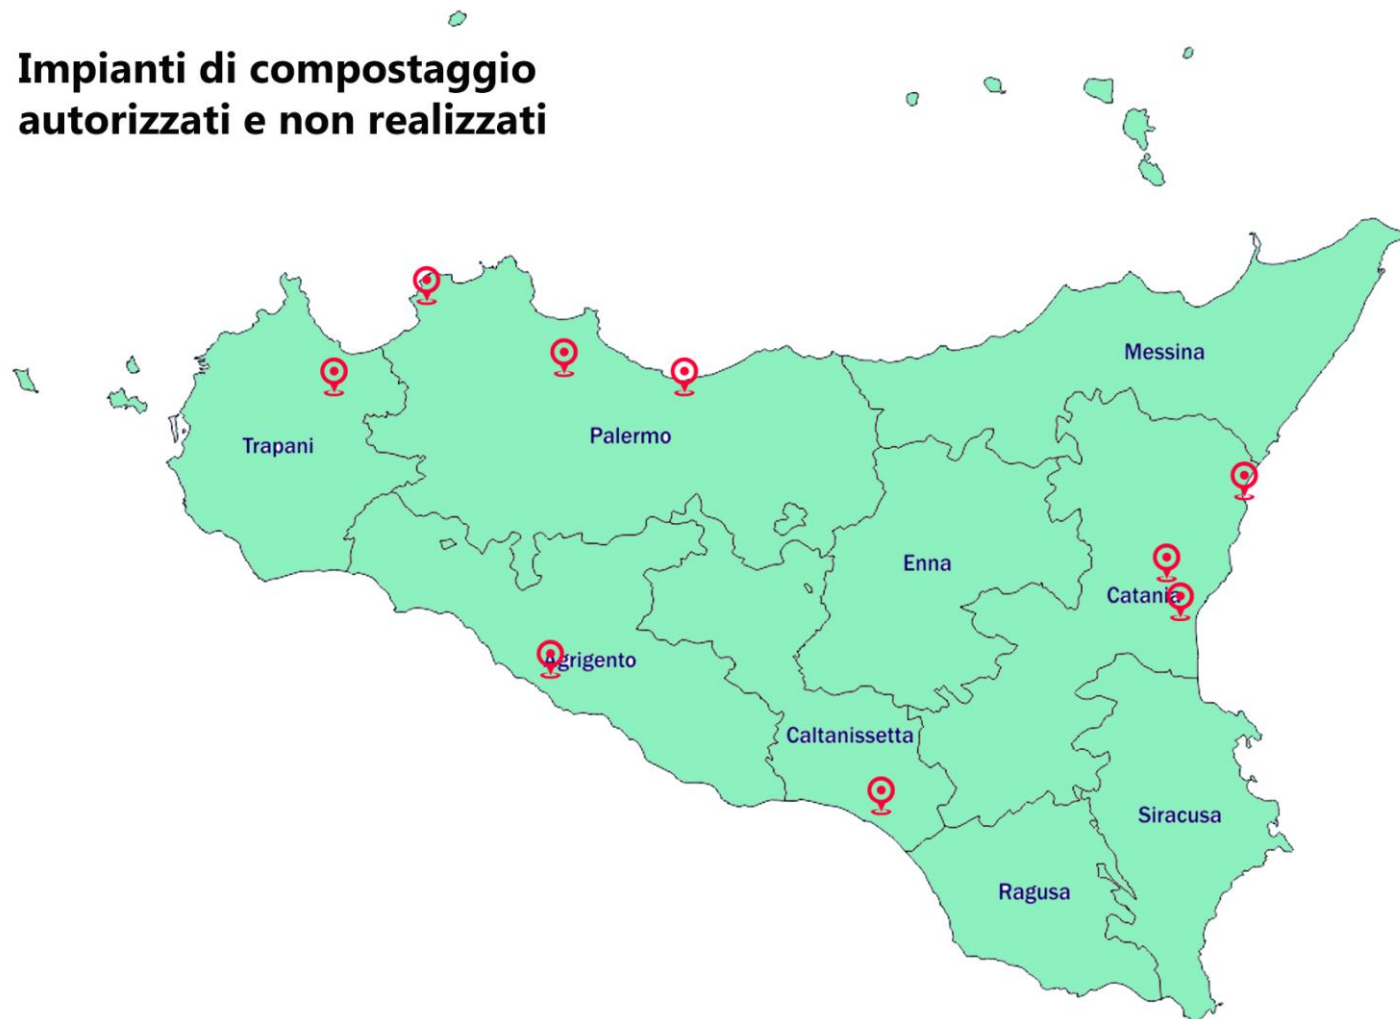 Impianti di compostaggio
autorizzati e non realizzati
Messina
Palermo
Trapani
Enna
Catania
Agrigento
Caltanissetta
Siracusa
Ragusa